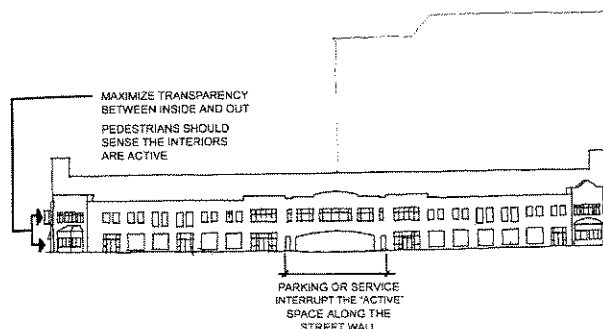 MAXIMIZE TRANSPARENCY
BETWEEN INSIDE AND OUT
PEDESTRIANS SHOULD
SENSE THE INTERIORS
ARE ACTIVE
PARKING OR SERVICE
INTERRUPT THE "ACTIVE"
SPACE ALONG THE
STREET WALL